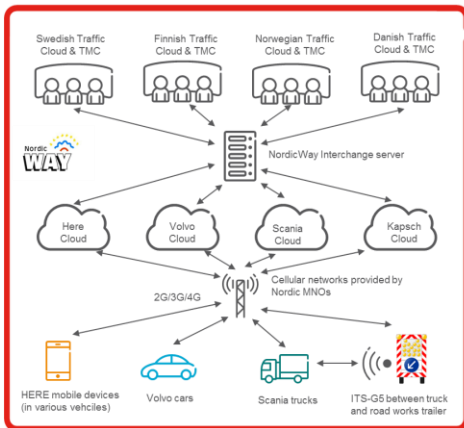 Swedish Traffic
Cloud & TMC
Finnish Traffic
Cloud & TMC
Norwegian Traffic
Cloud & TMC
Danish Traffic
Cloud & TMC
Nordic
WAY
NordicWay Interchange server
Here
Cloud
Volvo
Cloud
Scania
Cloud
Kapsch
Cloud
2G/3G/4G
Cellular networks provided by
Nordic MNOs
HERE mobile devices
(in various vehciles)
Volvo cars
Scania trucks
ITS-G5 between truck
and road works trailer